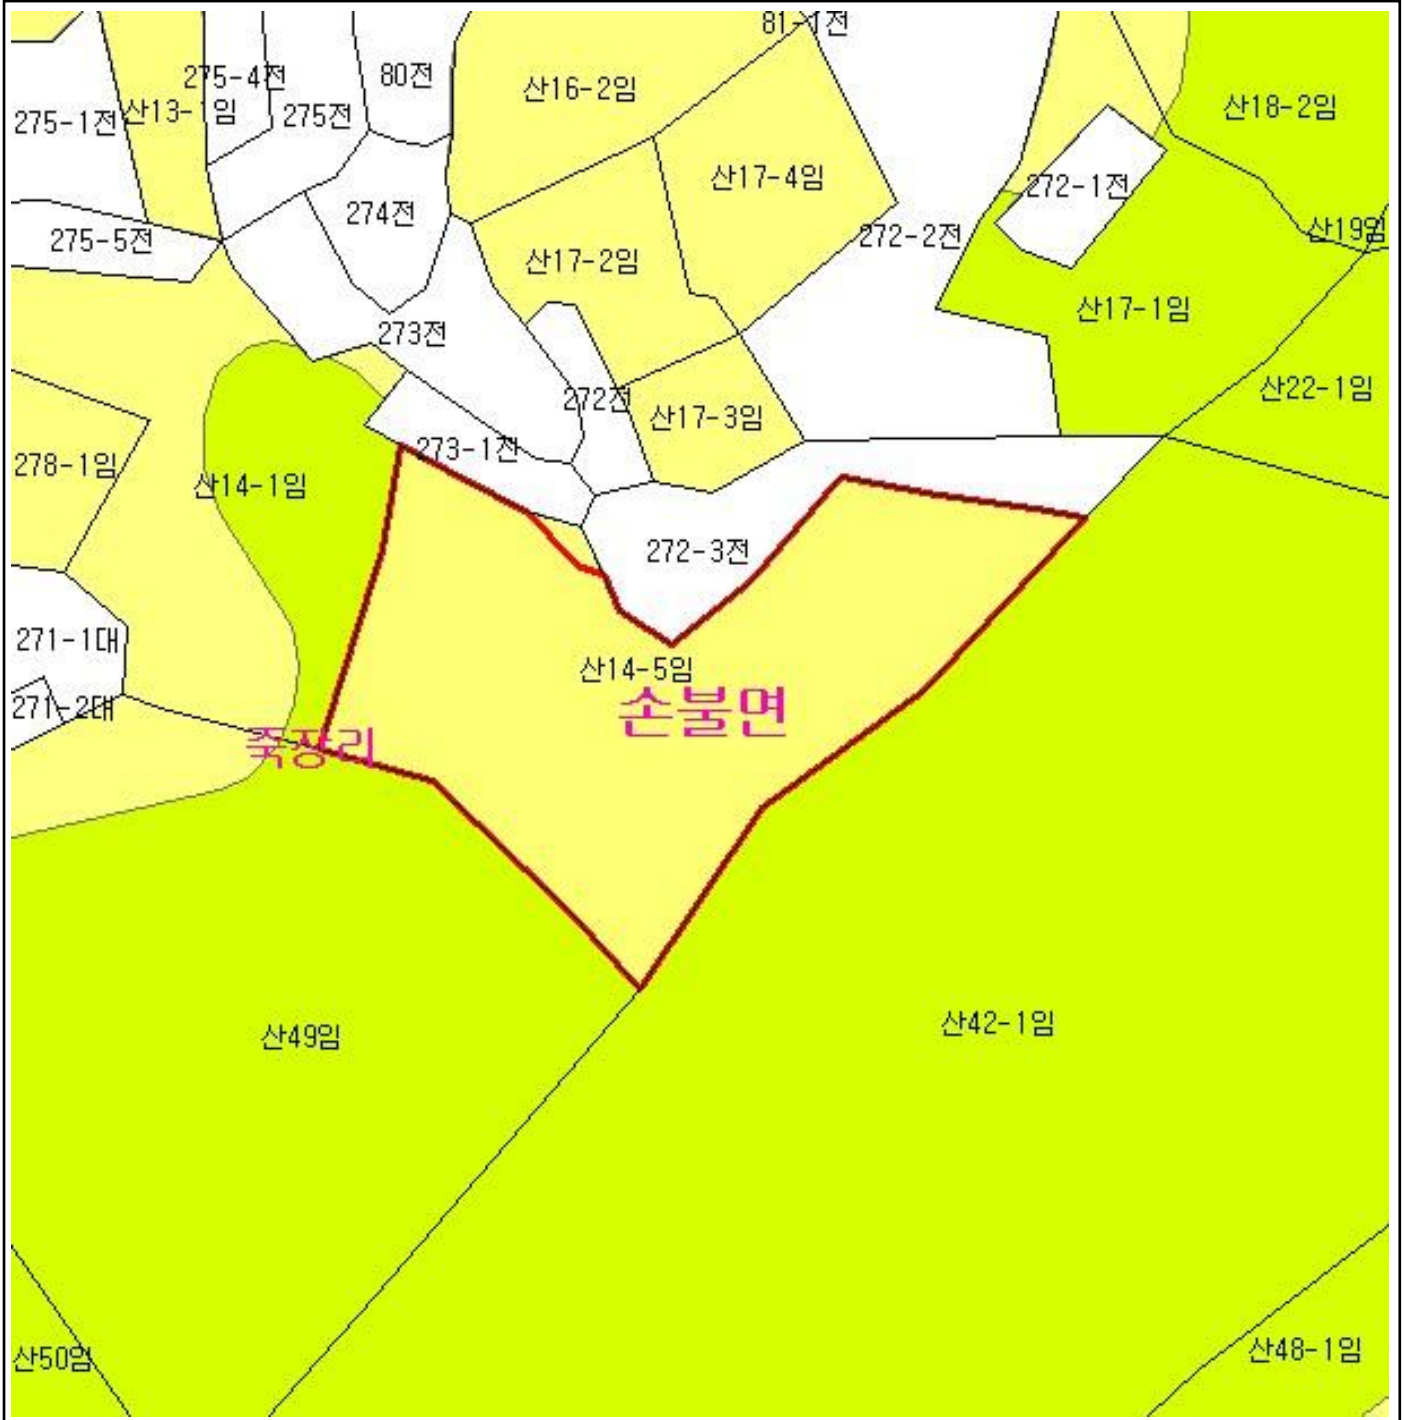 81-1전
275-4전
80전
산16-2임
275-1전
산13-1임
275전
산18-2임
산17-4임
272-1전
274전
275-5전
272-2전
산19임
산17-2임
273전
산17-1임
272전
산22-1임
산17-3임
273-1전
278-1임
산14-1임
272-3전
271-1대
산14-5임
271-2대
손불면
죽장리
산49임
산42-1임
산50임
산48-1임